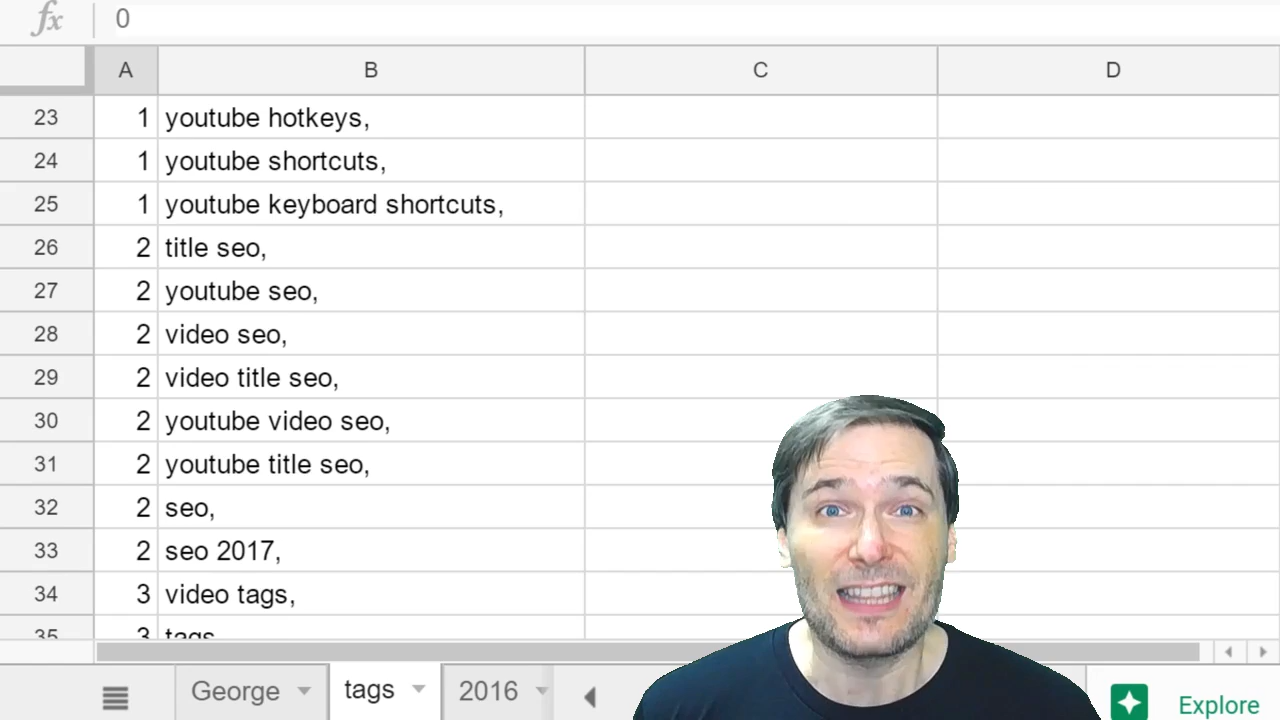 fx 0
A B C D
23 1 youtube hotkeys,
24 1 youtube shortcuts,
25 1 youtube keyboard shortcuts,
26 2 title seo,
27 2 youtube seo,
28 2 video seo,
29 2 video title seo,
30 2 youtube video seo,
31 2 youtube title seo,
32 2 seo,
33 2 seo 2017,
34 3 video tags,
35 3 tags
George tags 2016 Explore